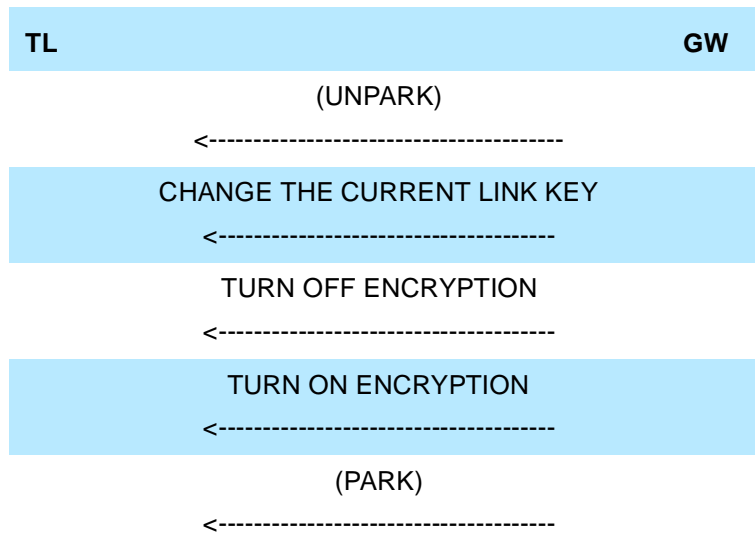 TL GW
(UNPARK)
<----------------------------------------
CHANGE THE CURRENT LINK KEY
<--------------------------------------
TURN OFF ENCRYPTION
<--------------------------------------
TURN ON ENCRYPTION
<--------------------------------------
(PARK)
<--------------------------------------